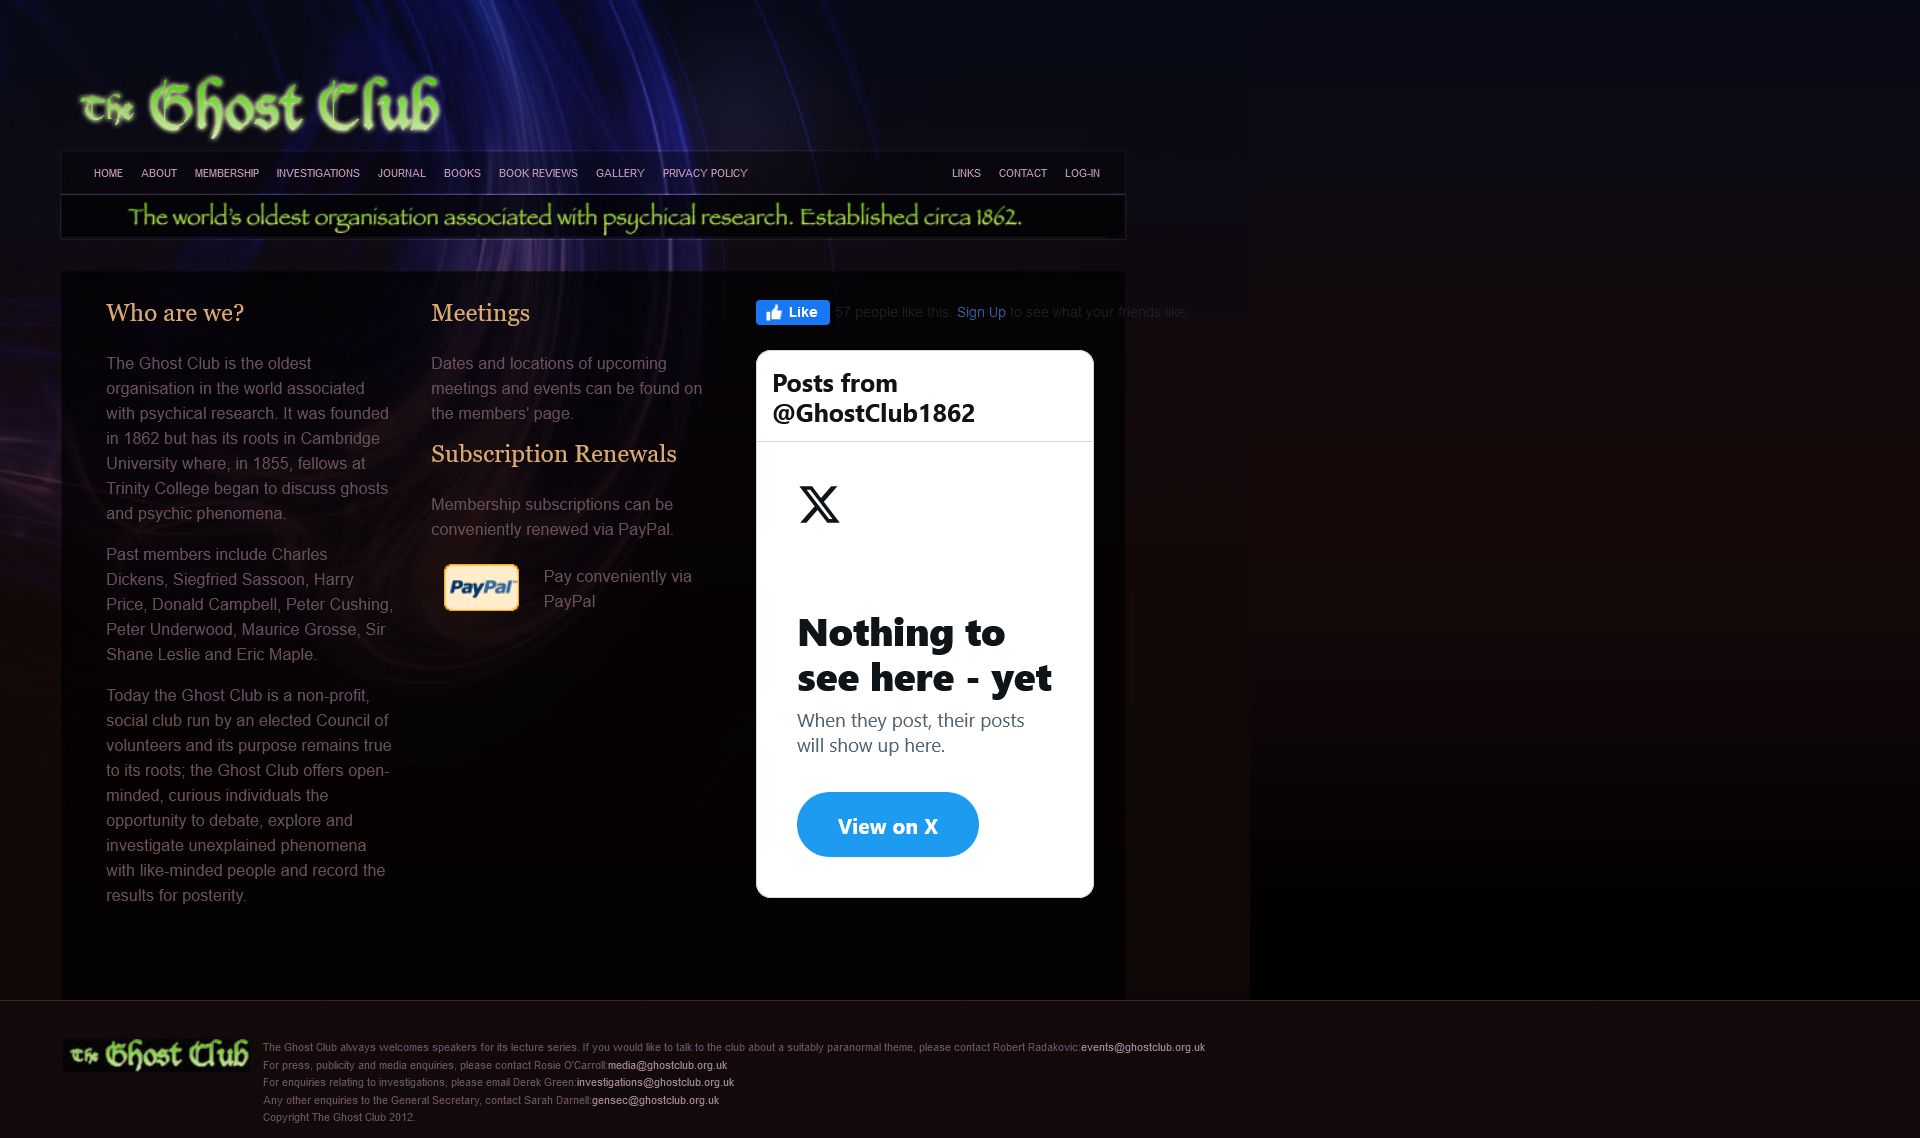 The Ghost Club
HOME ABOUT MEMBERSHIP INVESTIGATIONS JOURNAL BOOKS BOOK REVIEWS GALLERY PRIVACY POLICY LINKS CONTACT LOG-IN
The world's oldest organisation associated with psychical research. Established circa 1862.
Who are we?
The Ghost Club is the oldest
organisation in the world associated
with psychical research. It was founded
in 1862 but has its roots in Cambridge
University where, in 1855, fellows at
Trinity College began to discuss ghosts
and psychic phenomena.
Past members include Charles
Dickens, Siegfried Sassoon, Harry
Price, Donald Campbell, Peter Cushing,
Peter Underwood, Maurice Grosse, Sir
Shane Leslie and Eric Maple.
Today the Ghost Club is a non-profit,
social club run by an elected Council of
volunteers and its purpose remains true
to its roots; the Ghost Club offers open-
minded, curious individuals the
opportunity to debate, explore and
investigate unexplained phenomena
with like-minded people and record the
results for posterity.
Meetings
Dates and locations of upcoming
meetings and events can be found on
the members' page.
Subscription Renewals
Membership subscriptions can be
conveniently renewed via PayPal.
PayPal
Pay conveniently via
PayPal
Like 57 people like this. Sign Up to see what your friends like.
Posts from
@GhostClub1862
Nothing to
see here - yet
When they post, their posts
will show up here.
View on X
The Ghost Club
The Ghost Club always welcomes speakers for its lecture series. If you would like to talk to the club about a suitably paranormal theme, please contact Robert Radakovic:events@ghostclub.org.uk
For press, publicity and media enquiries, please contact Rosie O'Carroll:media@ghostclub.org.uk
For enquiries relating to investigations, please email Derek Green:investigations@ghostclub.org.uk
Any other enquiries to the General Secretary, contact Sarah Darnell:gensec@ghostclub.org.uk
Copyright The Ghost Club 2012.